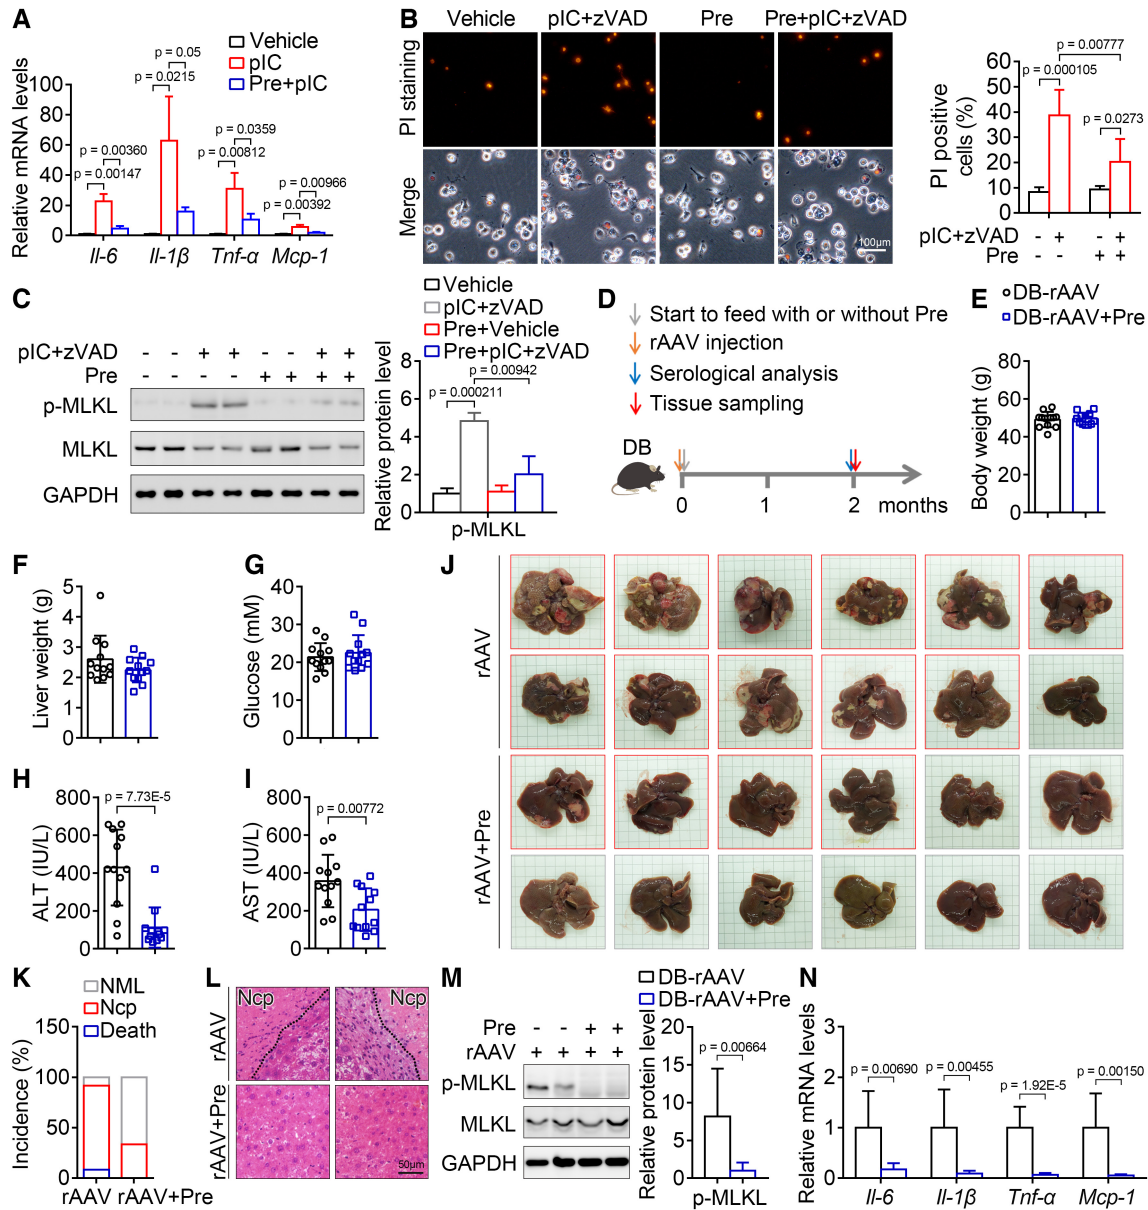 A
Vehicle
pIC
Pre+pIC
Relative mRNA levels
100
80
60
40
20
0
p = 0.00360
p = 0.00147
p = 0.05
p = 0.0215
p = 0.0359
p = 0.00812
p = 0.00966
p = 0.00392
Il-6 Il-1β Tnf-α Mcp-1
B
Vehicle pIC+zVAD Pre Pre+pIC+zVAD
PI staining
Merge
100μm
PI positive
cells (%)
60
50
40
30
20
10
0
p = 0.00777
p = 0.000105
p = 0.0273
pIC+zVAD - + - +
Pre - - + +
C
pIC+zVAD - - + + - - + +
Pre - - - - + + + +
p-MLKL
MLKL
GAPDH
Vehicle
pIC+zVAD
Pre+Vehicle
Pre+pIC+zVAD
Relative protein level
8
6
4
2
0
p = 0.00942
p = 0.000211
p-MLKL
D
Start to feed with or without Pre
rAAV injection
Serological analysis
Tissue sampling
DB
0 1 2 months
E
DB-rAAV
DB-rAAV+Pre
Body weight (g)
80
60
40
20
0
F
Liver weight (g)
5
4
3
2
1
0
G
Glucose (mM)
40
30
20
10
0
H
ALT (IU/L)
800
600
400
200
0
p = 7.73E-5
I
AST (IU/L)
800
600
400
200
0
p = 0.00772
J
rAAV
rAAV+Pre
K
NML
Ncp
Death
Incidence (%)
150
100
50
0
rAAV rAAV+Pre
L
Ncp Ncp
rAAV
rAAV+Pre
50μm
M
Pre - - + +
rAAV + + + +
p-MLKL
MLKL
GAPDH
DB-rAAV
DB-rAAV+Pre
Relative protein level
20
15
10
5
0
p = 0.00664
p-MLKL
N
Relative mRNA levels
3
2
1
0
p = 0.00690
p = 0.00455
p = 1.92E-5
p = 0.00150
Il-6 Il-1β Tnf-α Mcp-1